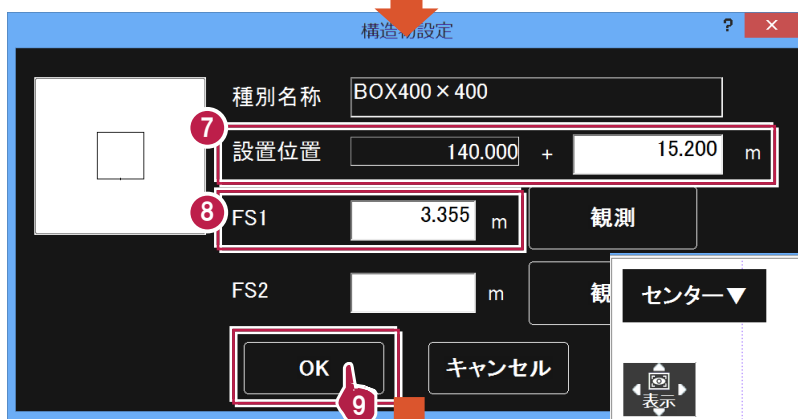 構造物設定 ? ×
種別名称 BOX400×400
7 設置位置 140.000 + 15.200 m
8 FS1 3.355 m 観測
FS2 m 観
センター▼
OK キャンセル
9
表示